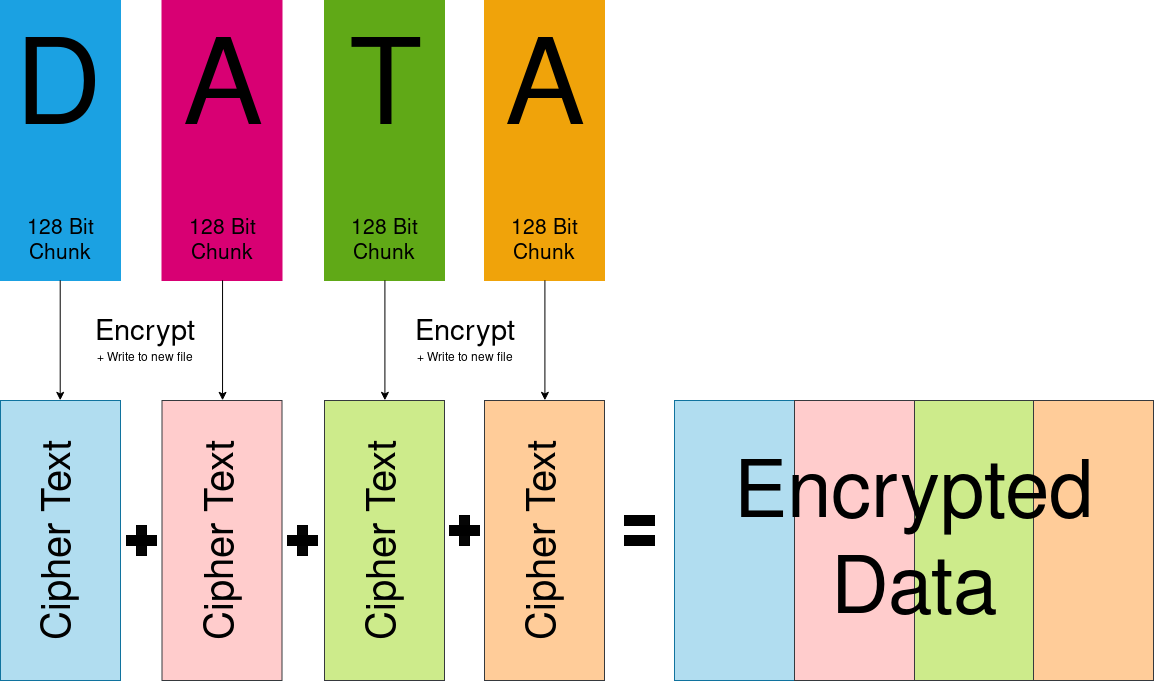 D
A
T
A
128 Bit
Chunk
128 Bit
Chunk
128 Bit
Chunk
128 Bit
Chunk
Encrypt
+ Write to new file
Encrypt
+ Write to new file
Cipher Text
+
Cipher Text
+
Cipher Text
+
Cipher Text
=
Encrypted
Data